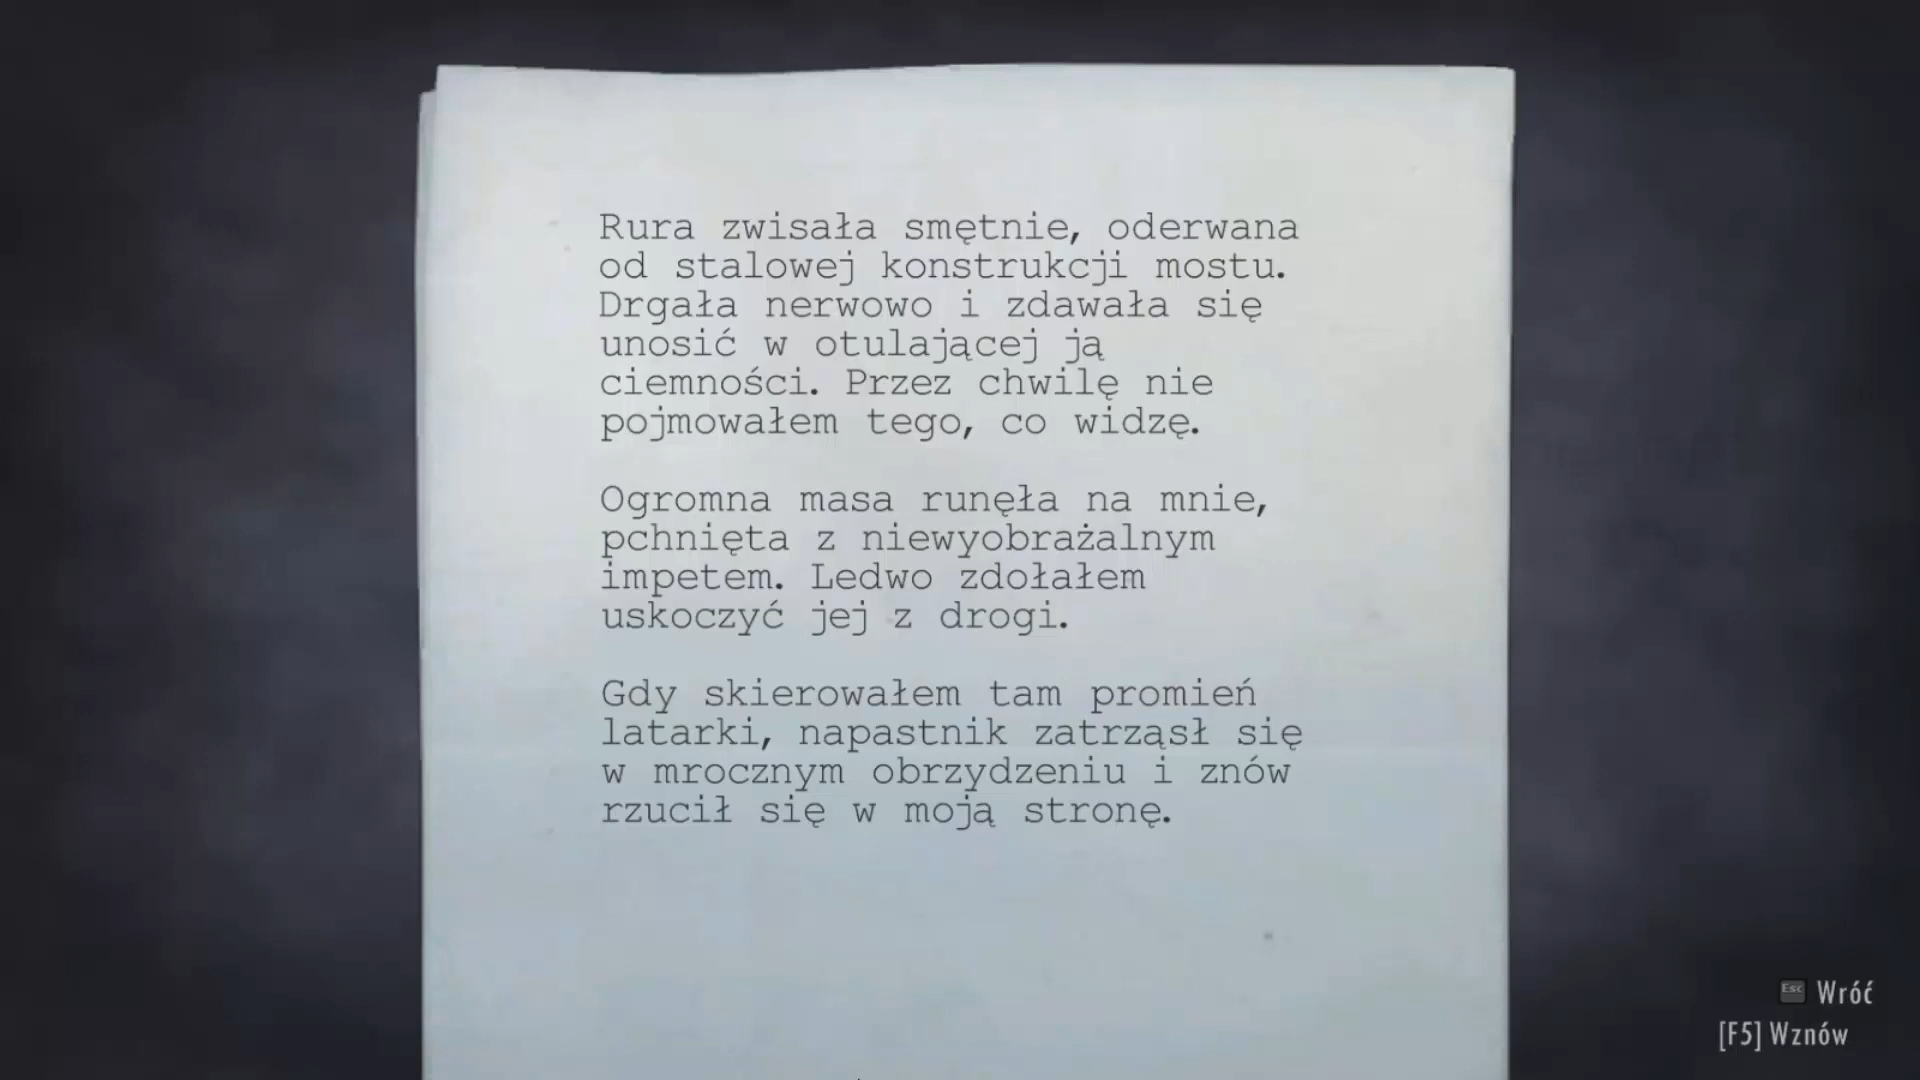 Rura zwisała smętnie, oderwana
od stalowej konstrukcji mostu.
Drgała nerwowo i zdawała się
unosić w otulającej ją
ciemności. Przez chwilę nie
pojmowałem tego, co widzę.
Ogromna masa runęła na mnie,
pchnięta z niewyobrażalnym
impetem. Ledwo zdołałem
uskoczyć jej z drogi.
Gdy skierowałem tam promień
latarki, napastnik zatrząsł się
w mrocznym obrzydzeniu i znów
rzucił się w moją stronę.
Esc Wróć
[F5] Wznów